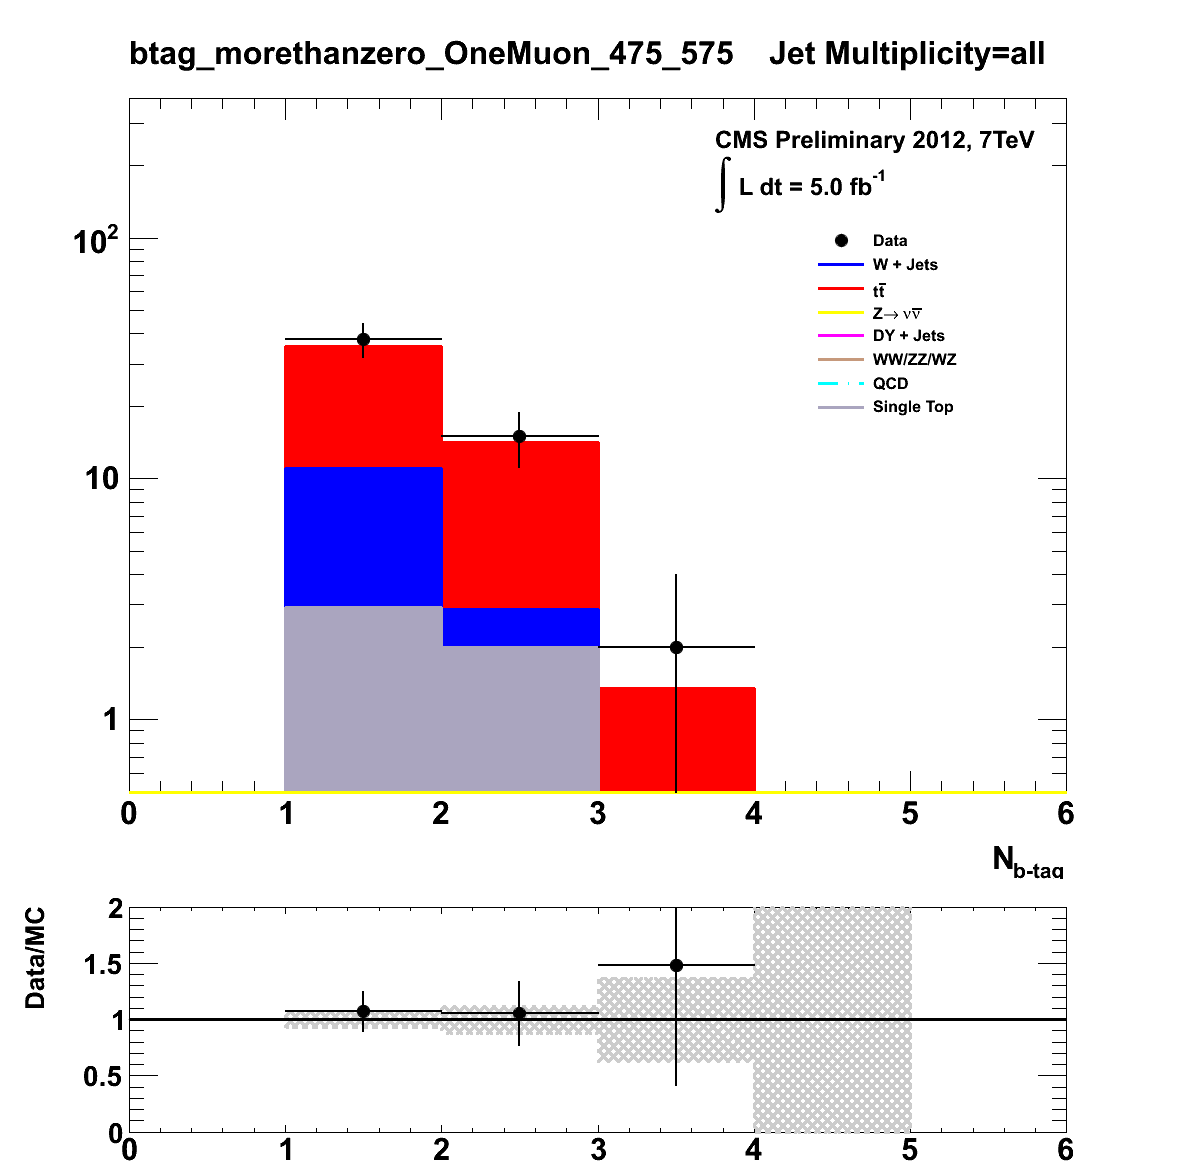 btag_morethanzero_OneMuon_475_575 Jet Multiplicity=all
CMS Preliminary 2012, 7TeV
∫ L dt = 5.0 fb⁻¹
Data
W + Jets
tt̄
Z→ νν̄
DY + Jets
WW/ZZ/WZ
QCD
Single Top
10²
10
1
0 1 2 3 4 5 6
N_b-tag
Data/MC
2
1.5
1
0.5
0
0 1 2 3 4 5 6